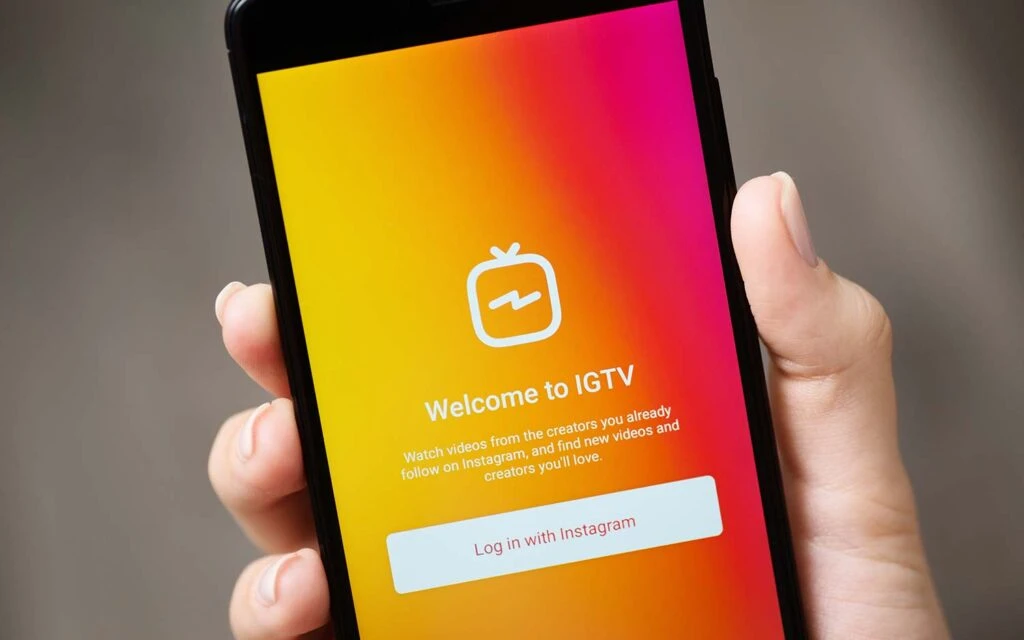 Welcome to IGTV
Watch videos from the creators you already
follow on Instagram, and find new videos and
creators you'll love.
Log in with Instagram